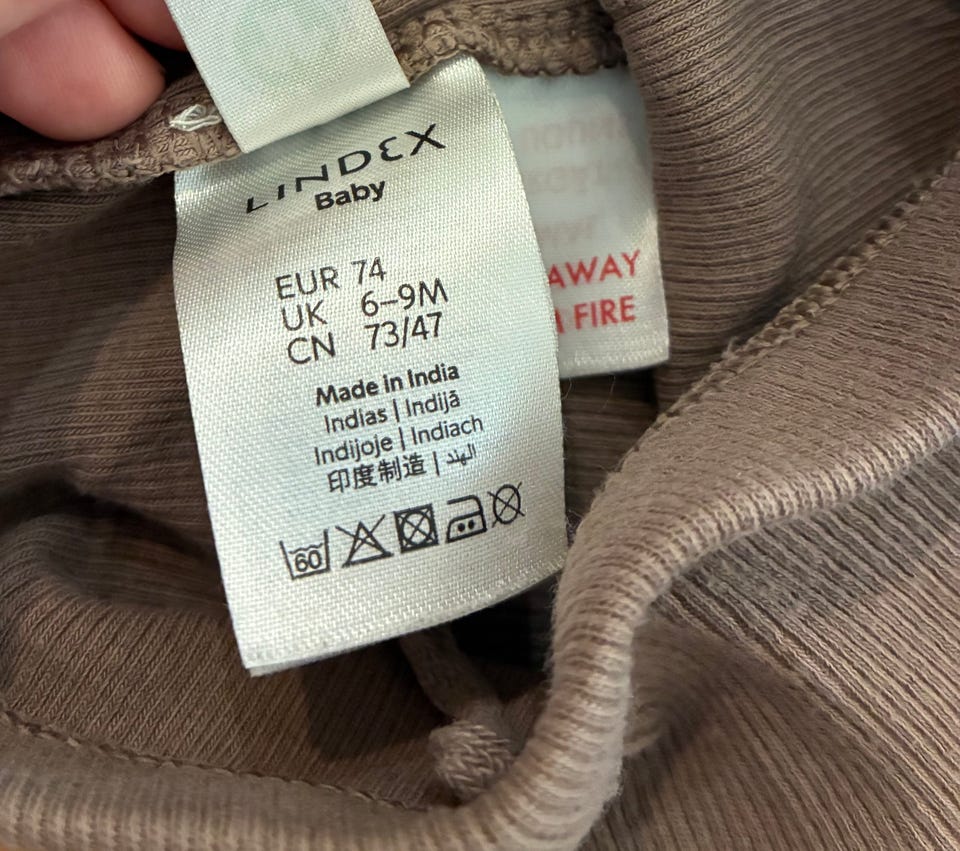 LINDEX
Baby
EUR 74
UK 6–9M
CN 73/47
Made in India
Indias | Indijā
Indijoje | Indiach
印度制造 | الهند
60
AWAY
FIRE